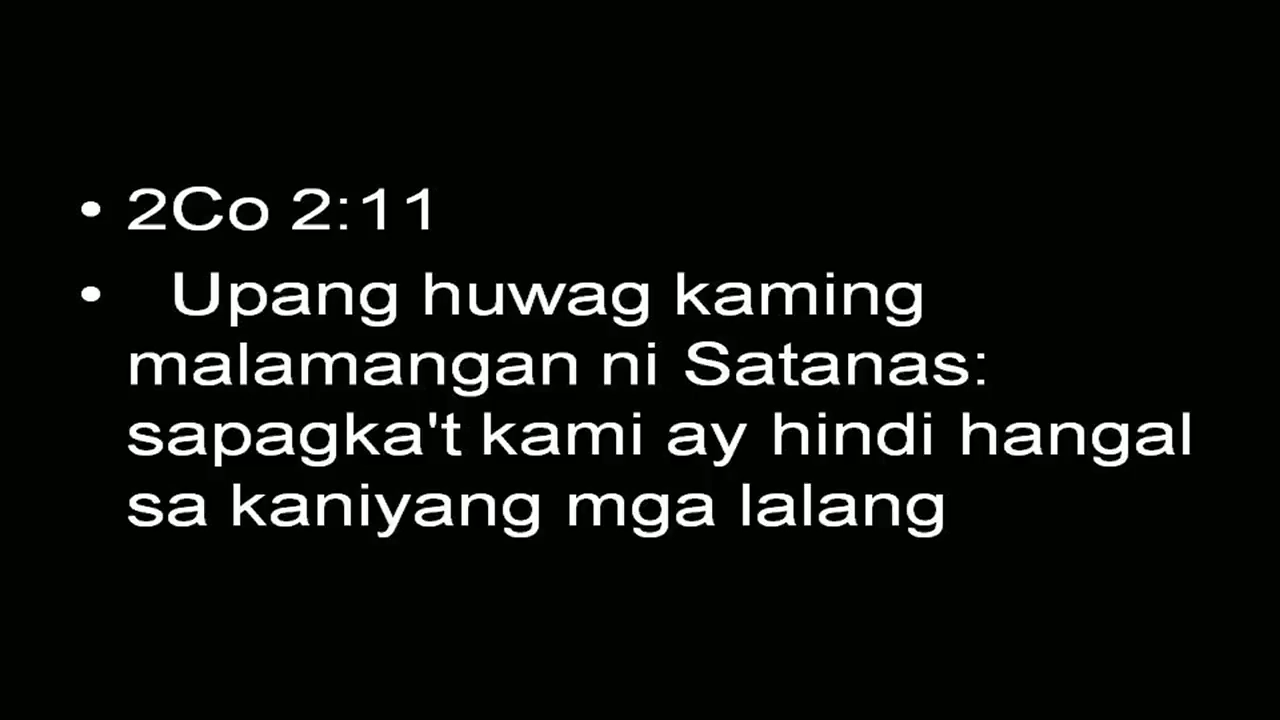 • 2Co 2:11
• Upang huwag kaming
malamangan ni Satanas:
sapagka't kami ay hindi hangal
sa kaniyang mga lalang